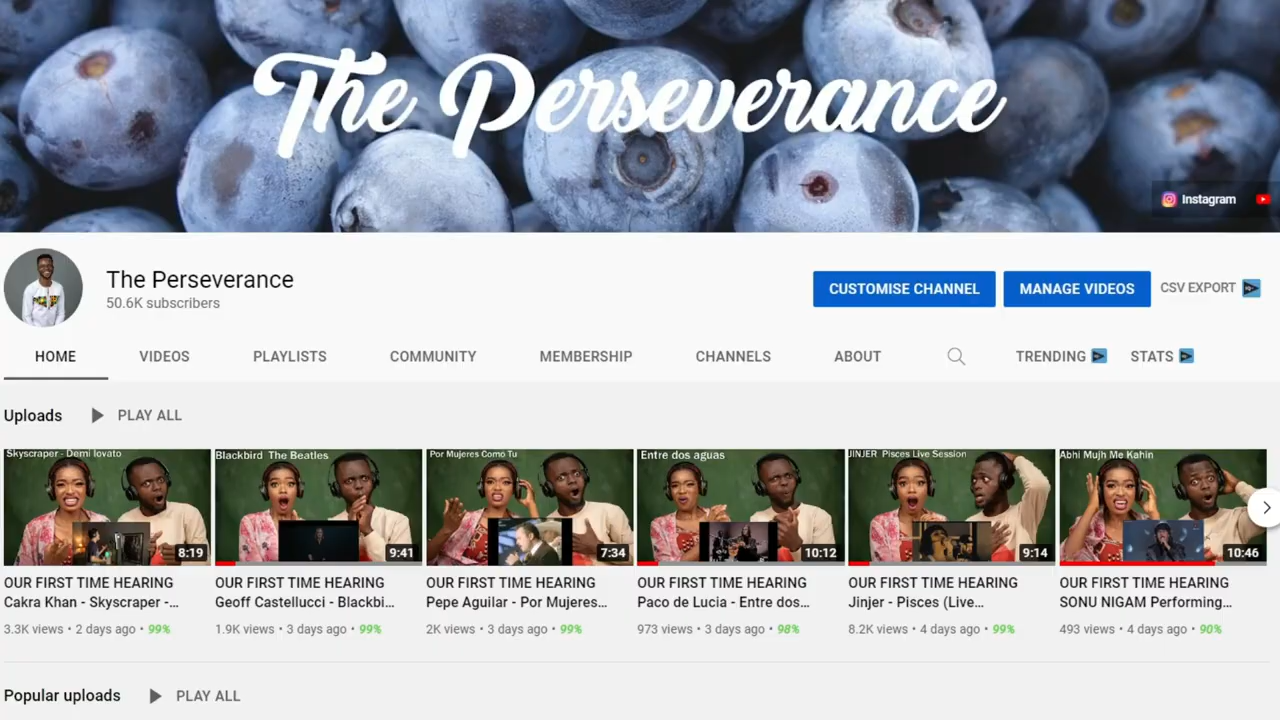 The Perseverance
Instagram
The Perseverance
50.6K subscribers
CUSTOMISE CHANNEL
MANAGE VIDEOS
CSV EXPORT
HOME
VIDEOS
PLAYLISTS
COMMUNITY
MEMBERSHIP
CHANNELS
ABOUT
TRENDING
STATS
Uploads
PLAY ALL
Skyscraper - Demi lovato
8:19
OUR FIRST TIME HEARING
Cakra Khan - Skyscraper -...
3.3K views • 2 days ago • 99%
Blackbird The Beatles
9:41
OUR FIRST TIME HEARING
Geoff Castellucci - Blackbi...
1.9K views • 3 days ago • 99%
Por Mujeres Como Tu
7:34
OUR FIRST TIME HEARING
Pepe Aguilar - Por Mujeres...
2K views • 3 days ago • 99%
Entre dos aguas
10:12
OUR FIRST TIME HEARING
Paco de Lucia - Entre dos...
973 views • 3 days ago • 98%
JINJER Pisces Live Session
9:14
OUR FIRST TIME HEARING
Jinjer - Pisces (Live...
8.2K views • 4 days ago • 99%
Abhi Mujh Me Kahin
10:46
OUR FIRST TIME HEARING
SONU NIGAM Performing...
493 views • 4 days ago • 90%
Popular uploads
PLAY ALL